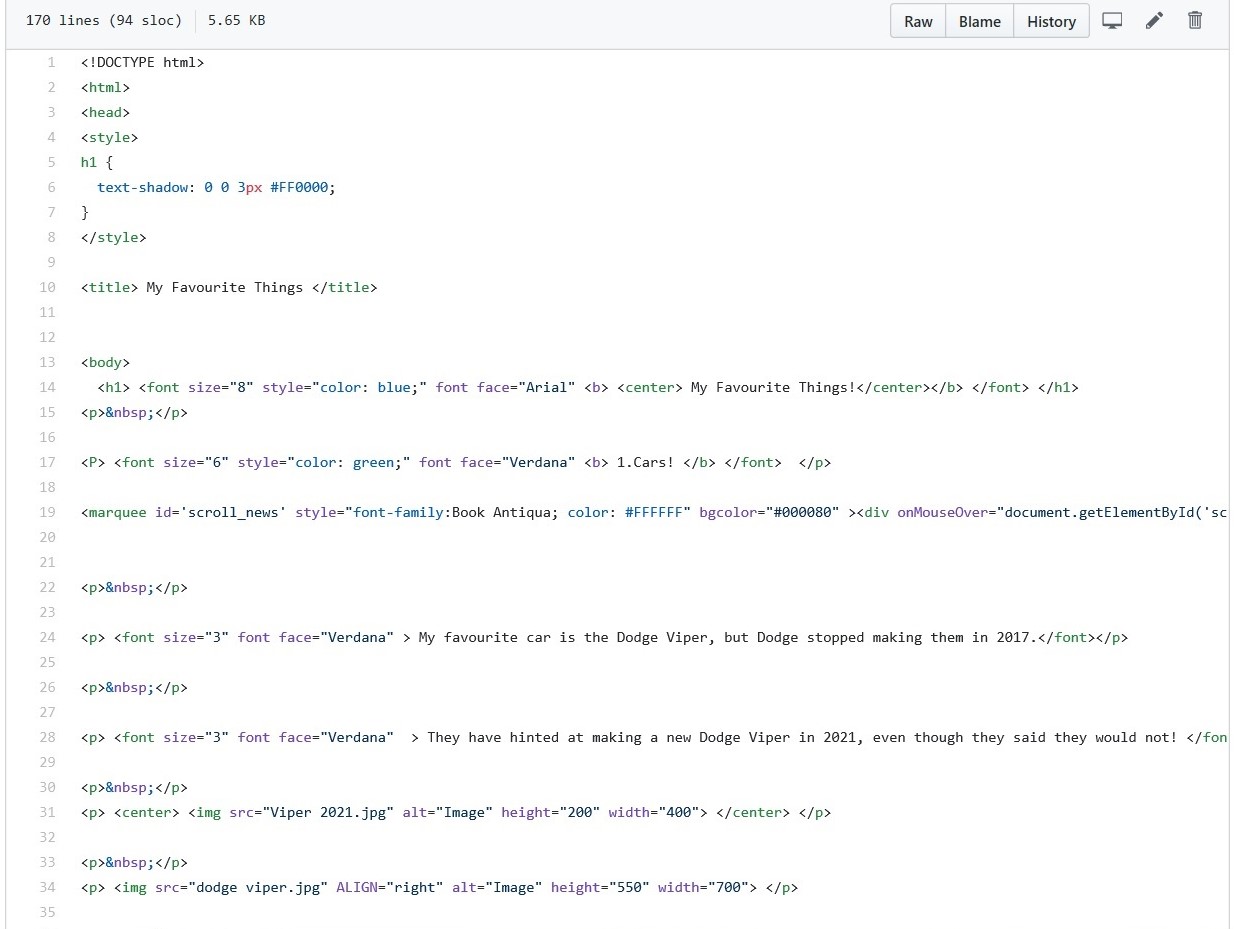 170 lines (94 sloc) 5.65 KB
Raw Blame History
1 <!DOCTYPE html>
2 <html>
3 <head>
4 <style>
5 h1 {
6 text-shadow: 0 0 3px #FF0000;
7 }
8 </style>
9
10 <title> My Favourite Things </title>
11
12
13 <body>
14 <h1> <font size="8" style="color: blue;" font face="Arial" <b> <center> My Favourite Things!</center></b> </font> </h1>
15 <p>&nbsp;</p>
16
17 <P> <font size="6" style="color: green;" font face="Verdana" <b> 1.Cars! </b> </font>  </p>
18
19 <marquee id='scroll_news' style="font-family:Book Antiqua; color: #FFFFFF" bgcolor="#000080" ><div onMouseOver="document.getElementById('sc
20
21
22 <p>&nbsp;</p>
23
24 <p> <font size="3" font face="Verdana" > My favourite car is the Dodge Viper, but Dodge stopped making them in 2017.</font></p>
25
26 <p>&nbsp;</p>
27
28 <p> <font size="3" font face="Verdana"  > They have hinted at making a new Dodge Viper in 2021, even though they said they would not! </fon
29
30 <p>&nbsp;</p>
31 <p> <center> <img src="Viper 2021.jpg" alt="Image" height="200" width="400"> </center> </p>
32
33 <p>&nbsp;</p>
34 <p> <img src="dodge viper.jpg" ALIGN="right" alt="Image" height="550" width="700"> </p>
35